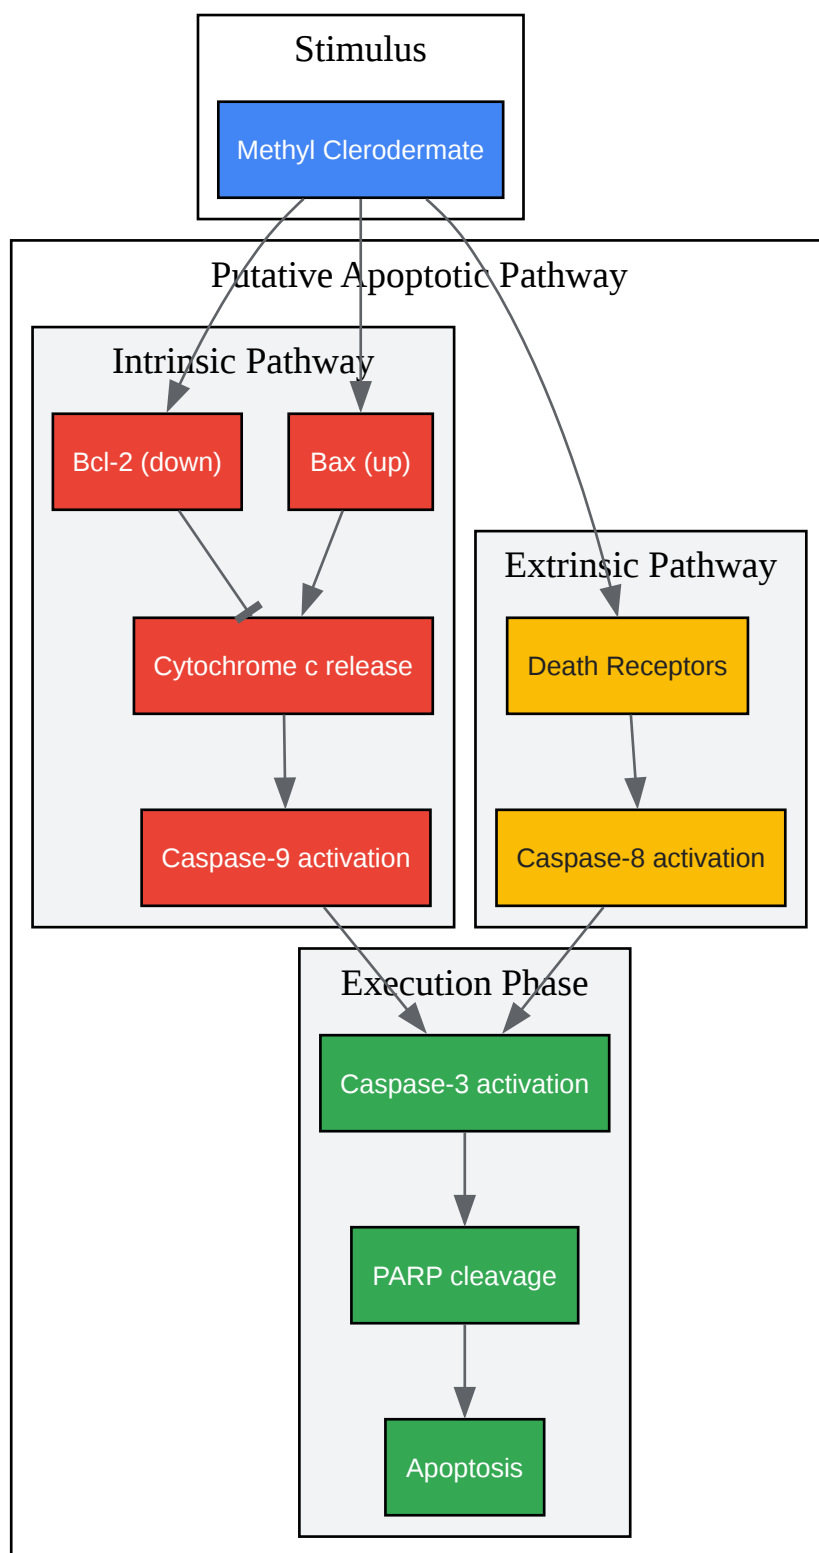 Stimulus
Methyl Clerodermate
Putative Apoptotic Pathway
Intrinsic Pathway
Bcl-2 (down)
Bax (up)
Extrinsic Pathway
Cytochrome c release
Death Receptors
Caspase-9 activation
Caspase-8 activation
Execution Phase
Caspase-3 activation
PARP cleavage
Apoptosis